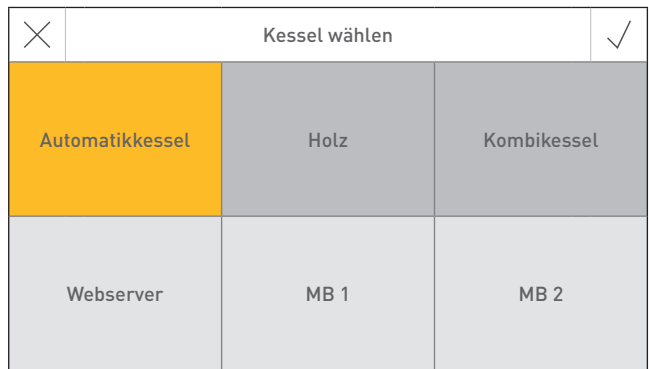 Kessel wählen
Automatikkessel
Holz
Kombikessel
Webserver
MB 1
MB 2